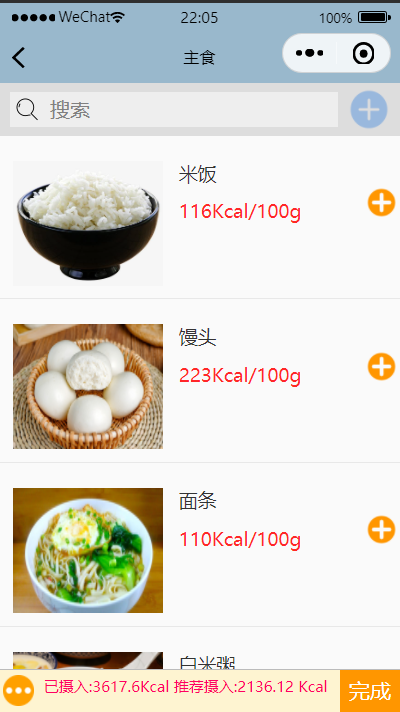 WeChat 22:05 100%
主食
搜索
米饭
116Kcal/100g
馒头
223Kcal/100g
面条
110Kcal/100g
白米粥
已摄入:3617.6Kcal 推荐摄入:2136.12 Kcal
完成